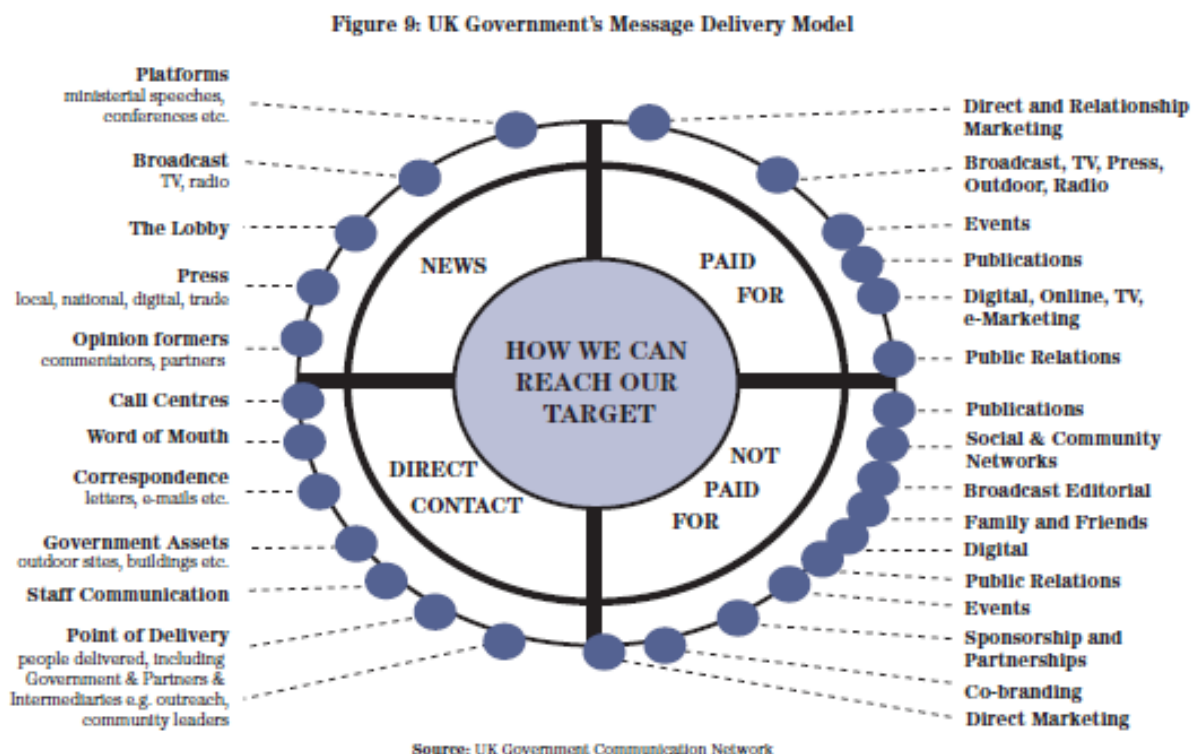 Figure 9: UK Government's Message Delivery Model
Platforms
ministerial speeches,
conferences etc.
Broadcast
TV, radio
The Lobby
Press
local, national, digital, trade
Opinion formers
commentators, partners
Call Centres
Word of Mouth
Correspondence
letters, e-mails etc.
Government Assets
outdoor sites, buildings etc.
Staff Communication
Point of Delivery
people delivered, including
Government & Partners &
Intermediaries e.g. outreach,
community leaders
NEWS
PAID
FOR
HOW WE CAN
REACH OUR
TARGET
DIRECT
CONTACT
NOT
PAID
FOR
Direct and Relationship
Marketing
Broadcast, TV, Press,
Outdoor, Radio
Events
Publications
Digital, Online, TV,
e-Marketing
Public Relations
Publications
Social & Community
Networks
Broadcast Editorial
Family and Friends
Digital
Public Relations
Events
Sponsorship and
Partnerships
Co-branding
Direct Marketing
Source: UK Government Communication Network